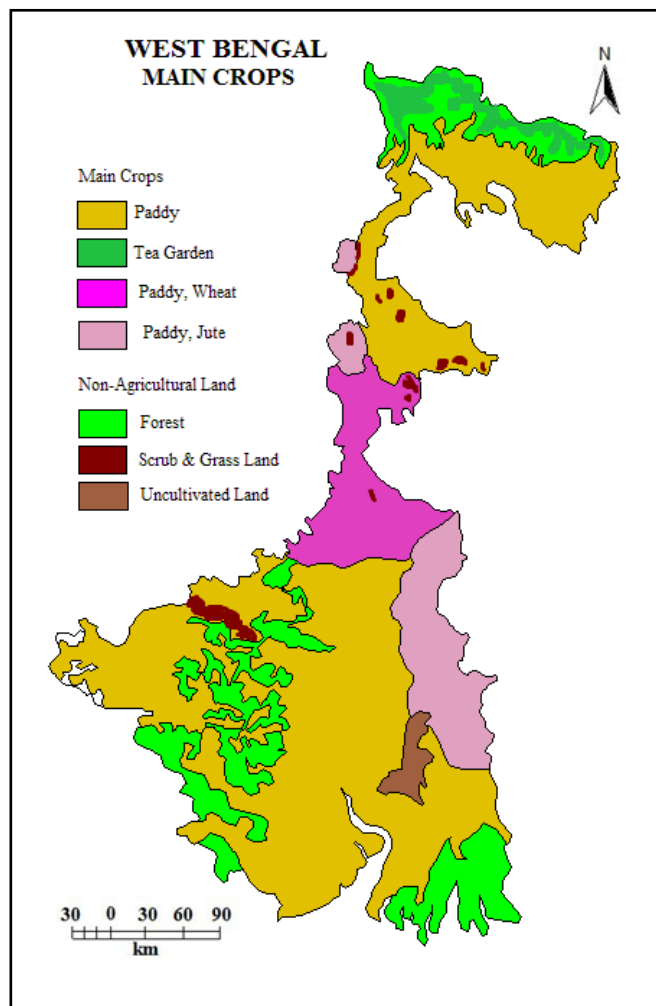 WEST BENGAL
MAIN CROPS
N
Main Crops
Paddy
Tea Garden
Paddy, Wheat
Paddy, Jute
Non-Agricultural Land
Forest
Scrub & Grass Land
Uncultivated Land
30 0 30 60 90
km